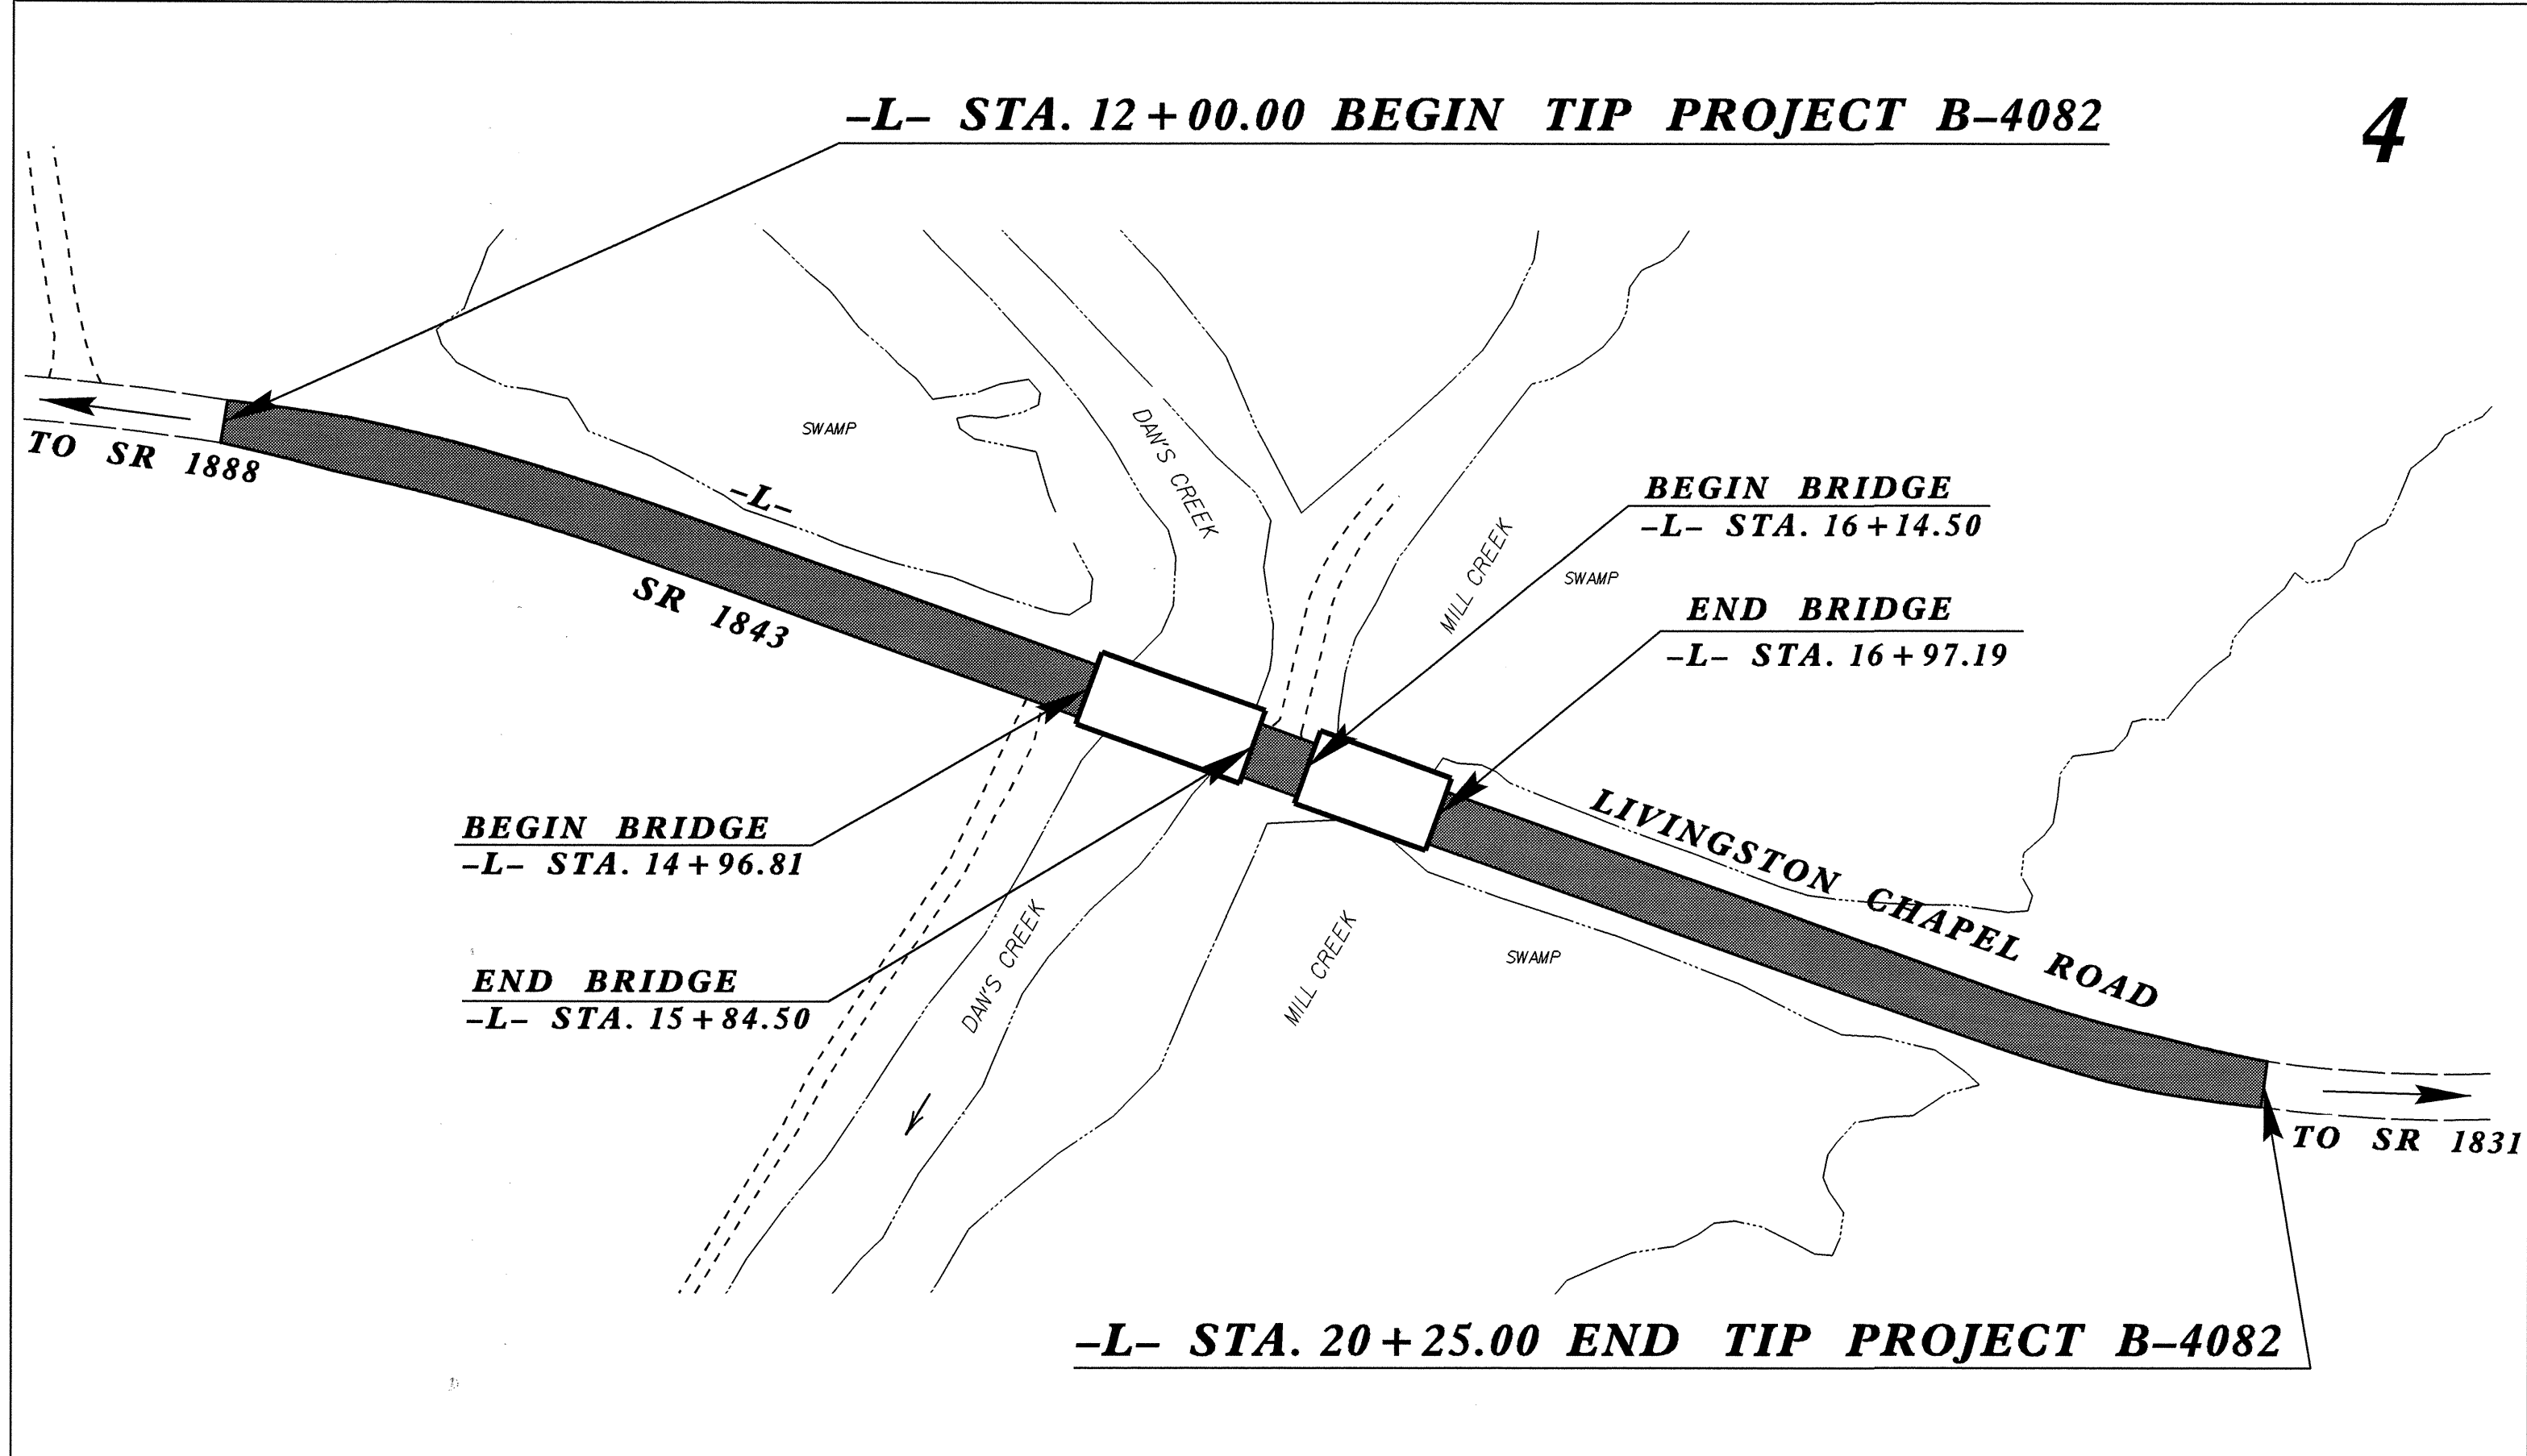 –L– STA. 12+00.00 BEGIN TIP PROJECT B–4082
4
TO SR 1888
SWAMP
DAN'S CREEK
–L–
SR 1843
MILL CREEK
SWAMP
BEGIN BRIDGE
–L– STA. 16+14.50
END BRIDGE
–L– STA. 16+97.19
BEGIN BRIDGE
–L– STA. 14+96.81
END BRIDGE
–L– STA. 15+84.50
DAN'S CREEK
MILL CREEK
SWAMP
LIVINGSTON CHAPEL ROAD
TO SR 1831
–L– STA. 20+25.00 END TIP PROJECT B–4082